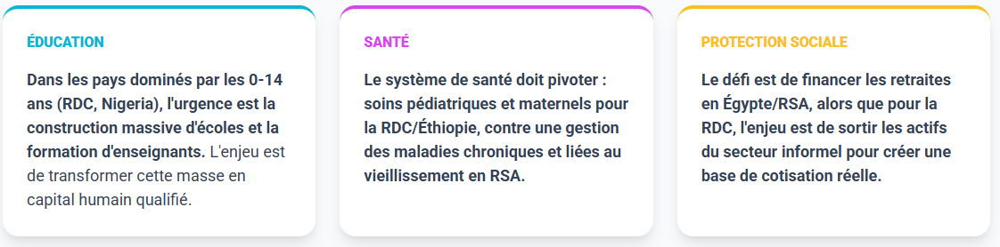 ÉDUCATION
Dans les pays dominés par les 0-14
ans (RDC, Nigeria), l'urgence est la
construction massive d'écoles et la
formation d'enseignants. L'enjeu est
de transformer cette masse en
capital humain qualifié.
SANTÉ
Le système de santé doit pivoter :
soins pédiatriques et maternels pour
la RDC/Éthiopie, contre une gestion
des maladies chroniques et liées au
vieillissement en RSA.
PROTECTION SOCIALE
Le défi est de financer les retraites
en Égypte/RSA, alors que pour la
RDC, l'enjeu est de sortir les actifs
du secteur informel pour créer une
base de cotisation réelle.